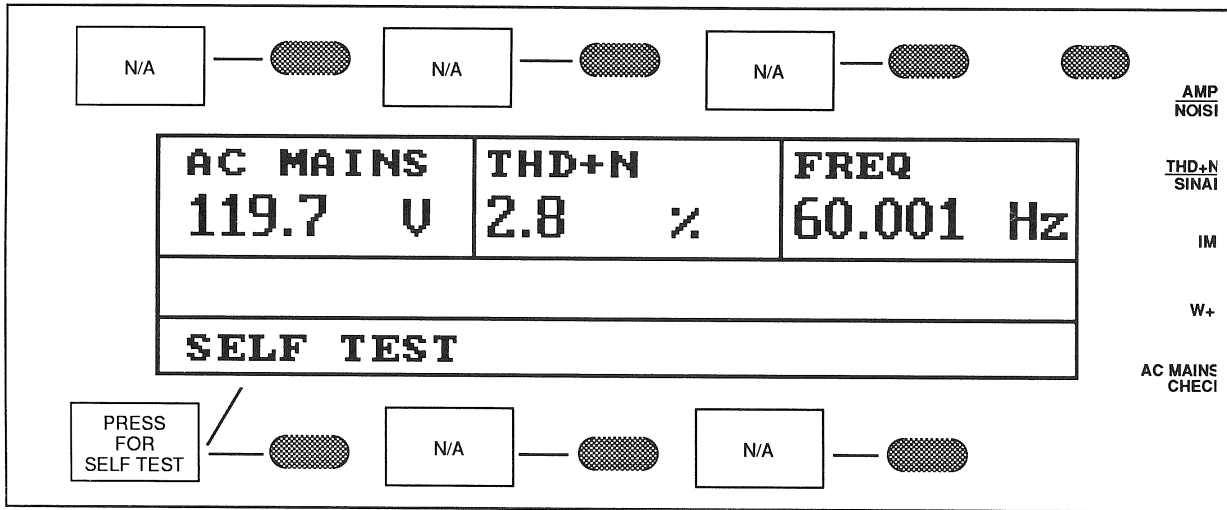 N/A
N/A
N/A
AC MAINS
119.7 V
THD+N
2.8 %
FREQ
60.001 Hz
SELF TEST
PRESS
FOR
SELF TEST
N/A
N/A
AMP
NOISI
THD+N
SINAI
IM
W+
AC MAINS
CHECI